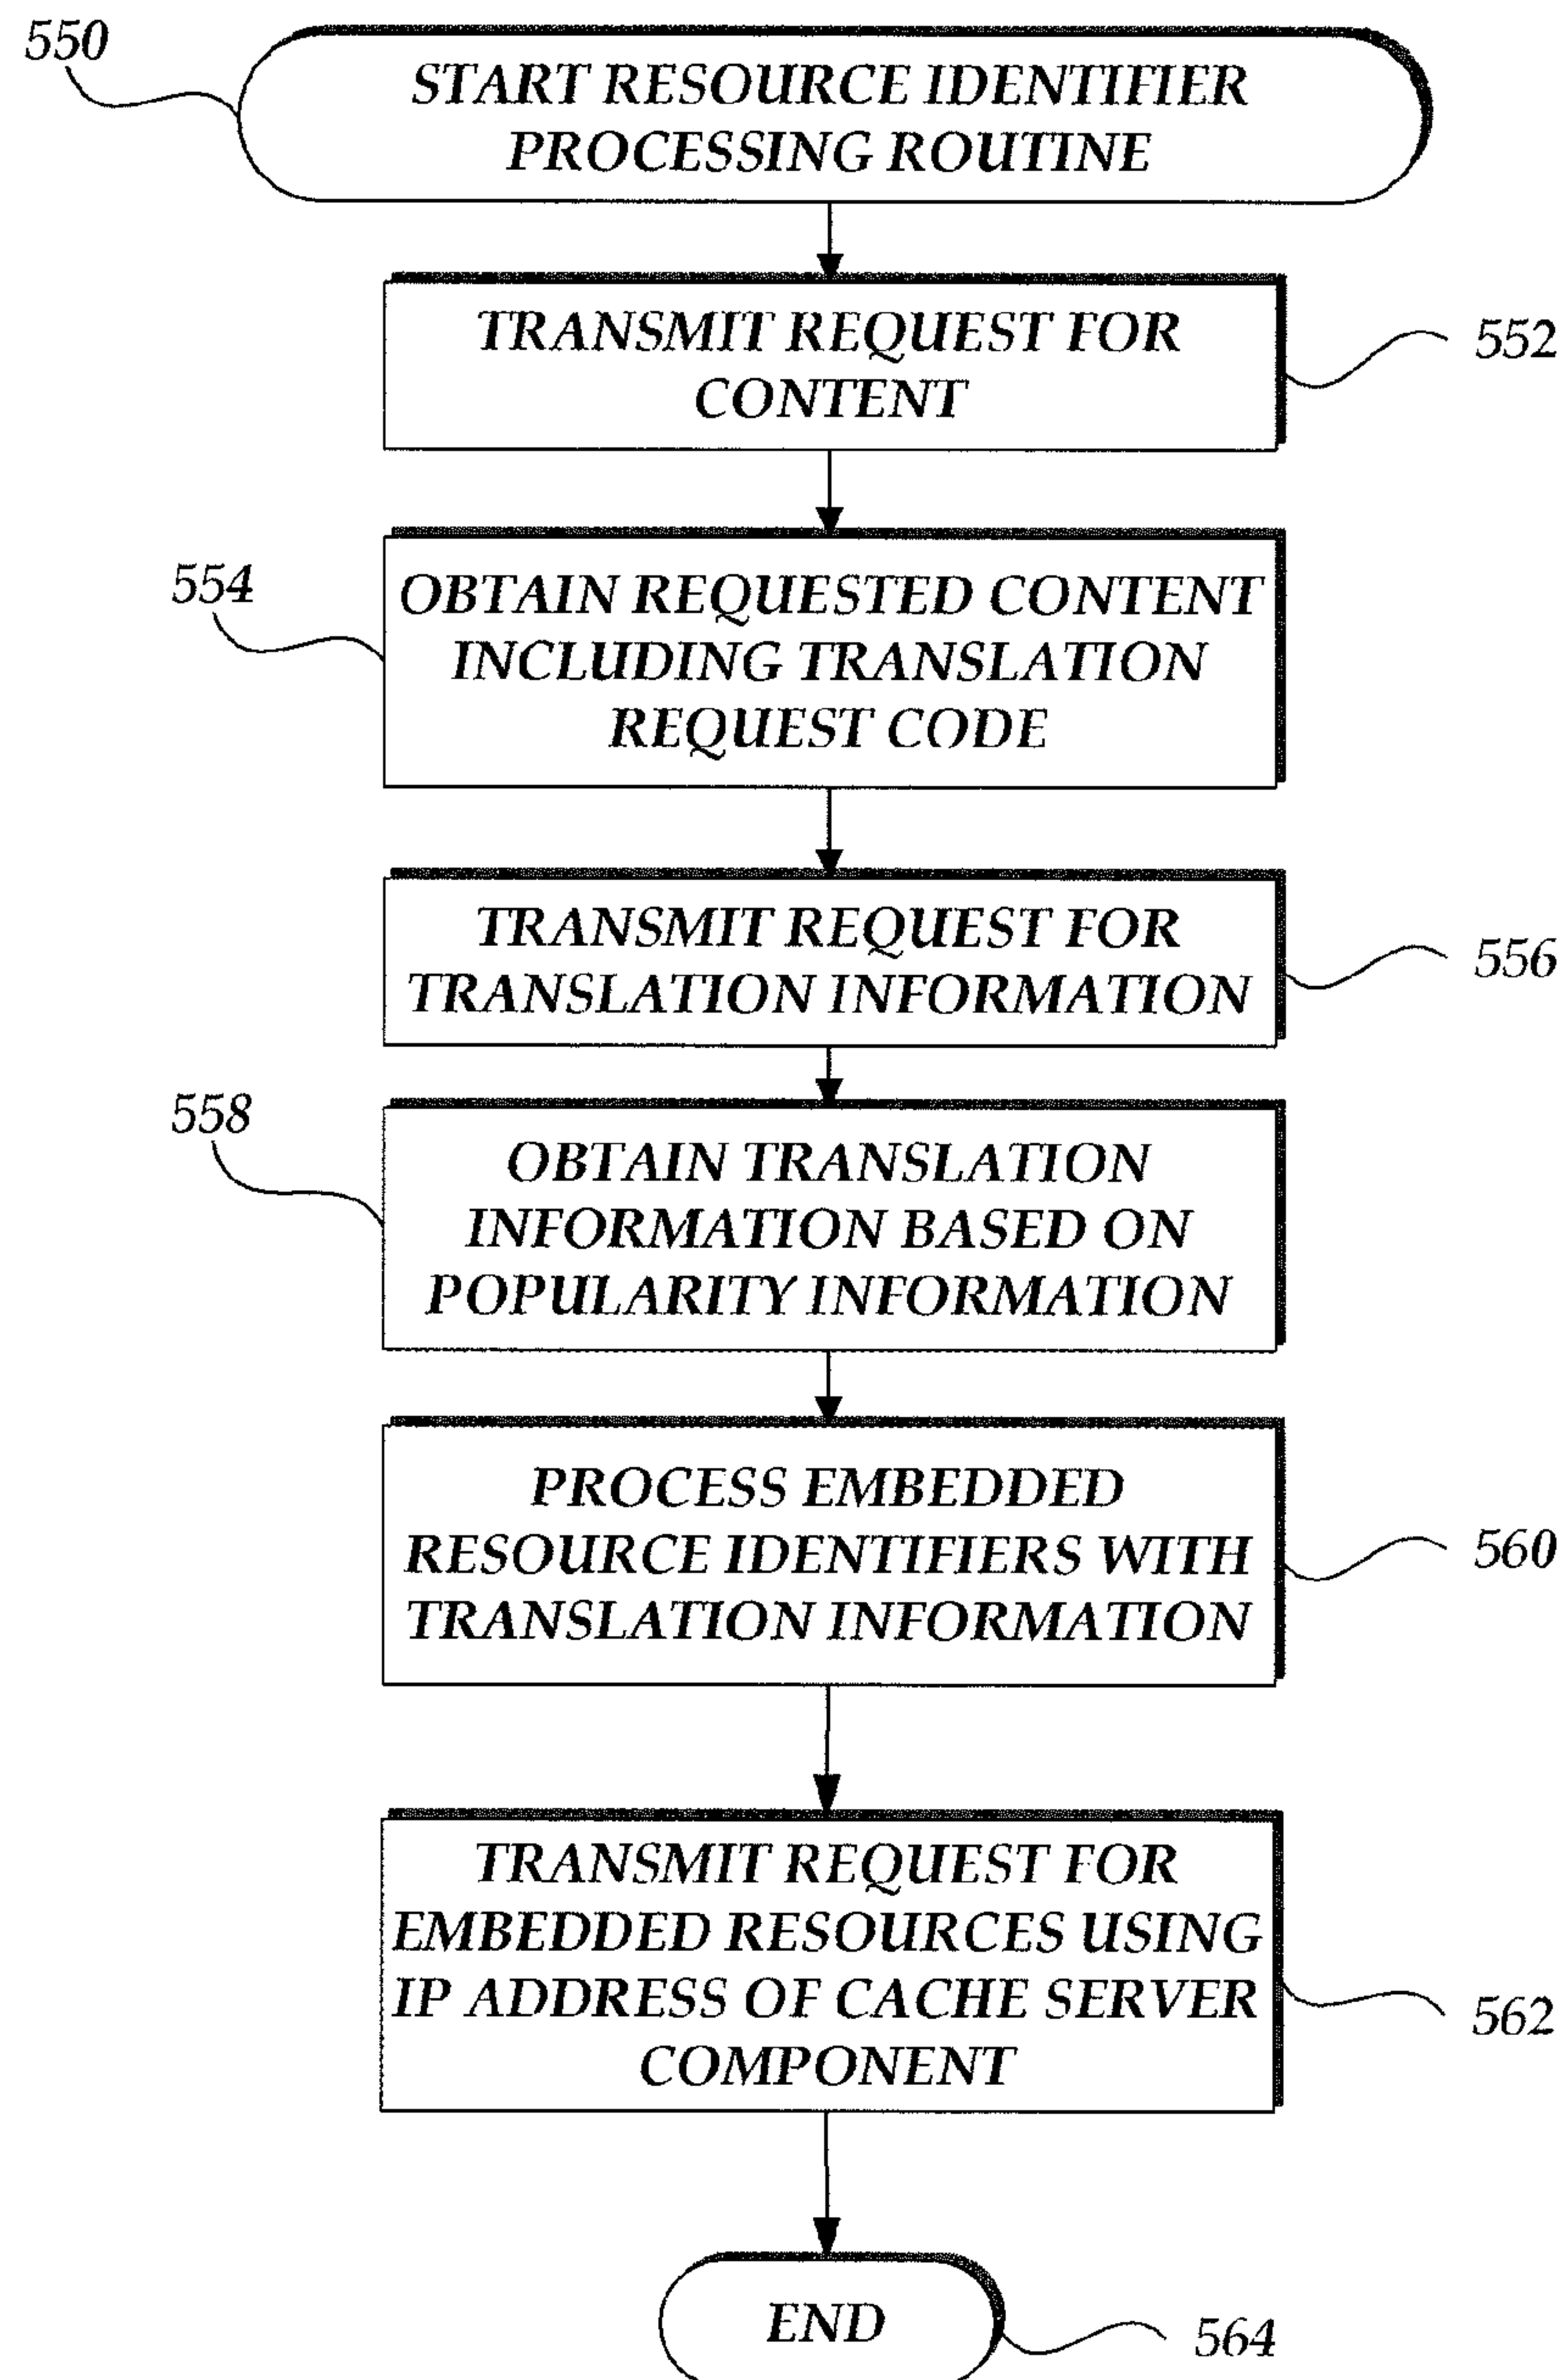 550
START RESOURCE IDENTIFIER
PROCESSING ROUTINE
TRANSMIT REQUEST FOR
CONTENT
552
554
OBTAIN REQUESTED CONTENT
INCLUDING TRANSLATION
REQUEST CODE
TRANSMIT REQUEST FOR
TRANSLATION INFORMATION
556
558
OBTAIN TRANSLATION
INFORMATION BASED ON
POPULARITY INFORMATION
PROCESS EMBEDDED
RESOURCE IDENTIFIERS WITH
TRANSLATION INFORMATION
560
TRANSMIT REQUEST FOR
EMBEDDED RESOURCES USING
IP ADDRESS OF CACHE SERVER
COMPONENT
562
END
564